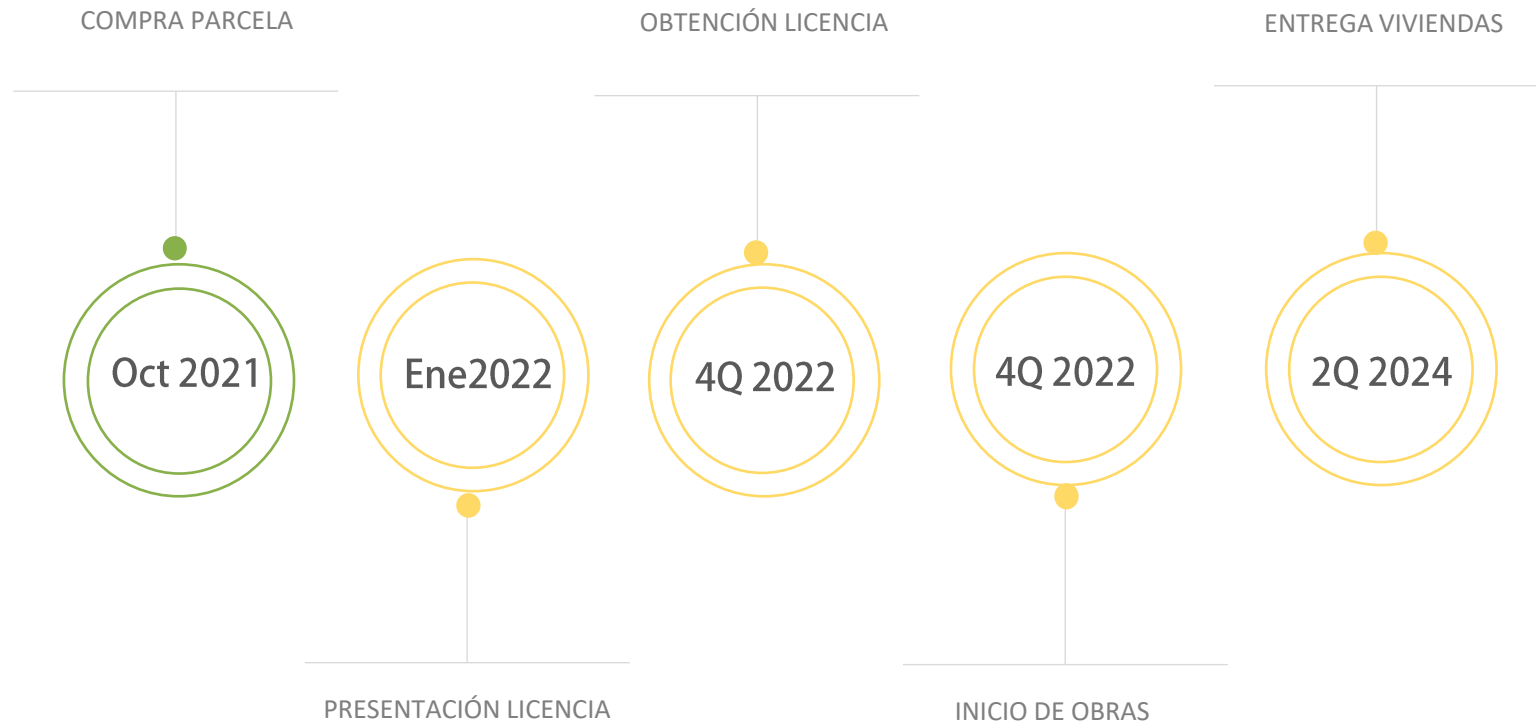 COMPRA PARCELA
OBTENCIÓN LICENCIA
ENTREGA VIVIENDAS
Oct 2021
Ene2022
4Q 2022
4Q 2022
2Q 2024
PRESENTACIÓN LICENCIA
INICIO DE OBRAS